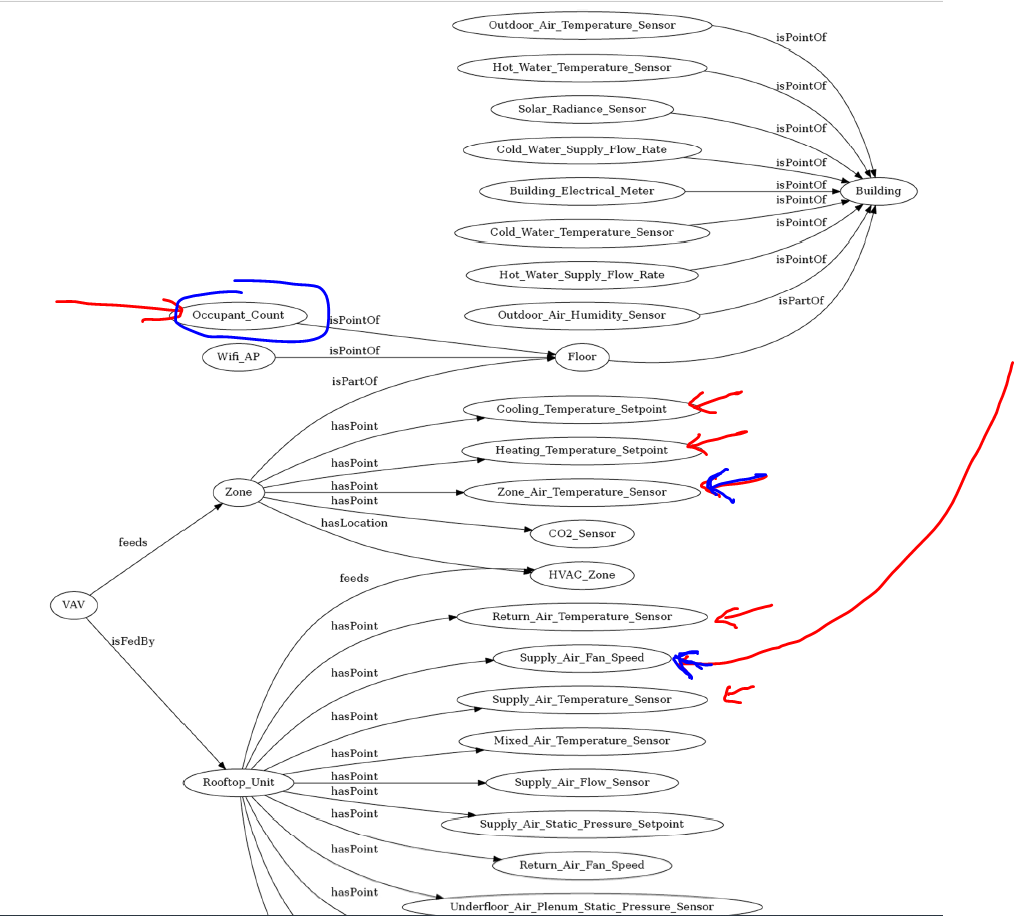 Outdoor_Air_Temperature_Sensor
isPointOf
Hot_Water_Temperature_Sensor
isPointOf
Solar_Radiance_Sensor
isPointOf
Cold_Water_Supply_Flow_Rate
isPointOf
Building_Electrical_Meter
isPointOf
Building
isPointOf
Cold_Water_Temperature_Sensor
isPointOf
Hot_Water_Supply_Flow_Rate
isPointOf
Outdoor_Air_Humidity_Sensor
isPartOf
Occupant_Count
isPointOf
Wifi_AP
isPointOf
Floor
isPartOf
Cooling_Temperature_Setpoint
hasPoint
Heating_Temperature_Setpoint
hasPoint
Zone
hasPoint
Zone_Air_Temperature_Sensor
hasPoint
hasLocation
CO2_Sensor
feeds
HVAC_Zone
feeds
VAV
isFedBy
Return_Air_Temperature_Sensor
hasPoint
Supply_Air_Fan_Speed
hasPoint
Supply_Air_Temperature_Sensor
hasPoint
Mixed_Air_Temperature_Sensor
hasPoint
Rooftop_Unit
hasPoint
Supply_Air_Flow_Sensor
hasPoint
Supply_Air_Static_Pressure_Setpoint
hasPoint
Return_Air_Fan_Speed
hasPoint
Underfloor_Air_Plenum_Static_Pressure_Sensor
hasPoint